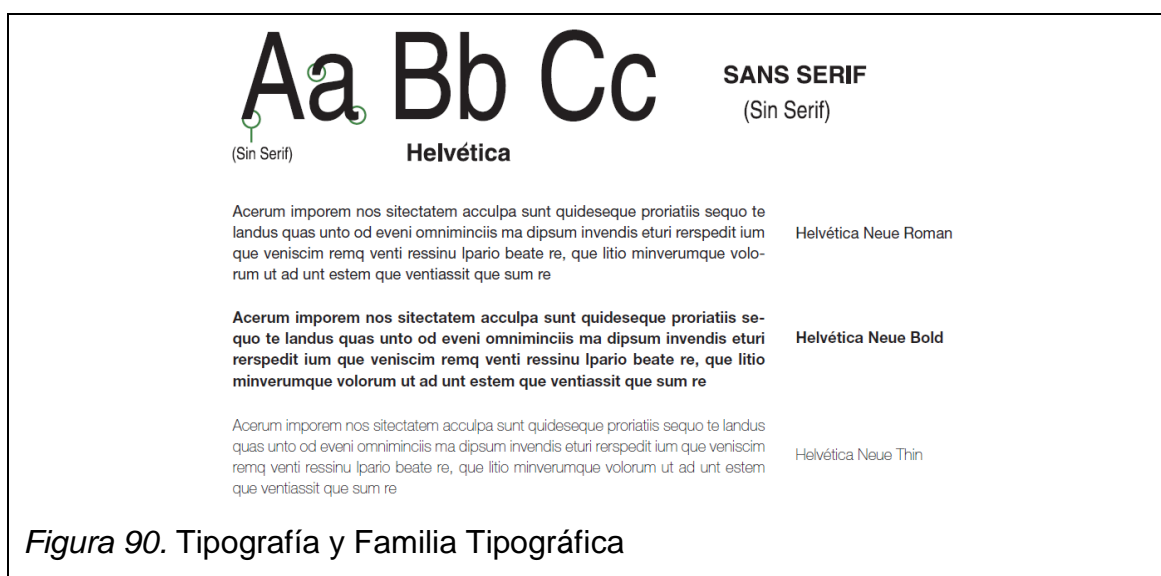 Aa Bb Cc
SANS SERIF
(Sin Serif)
(Sin Serif)
Helvética
Acerum imporem nos sitectatem acculpa sunt quideseque proriatiis sequo te
landus quas unto od eveni omniminciis ma dipsum invendis eturi rerspedit ium
que veniscim remq venti ressinu Ipario beate re, que litio minverumque volo-
rum ut ad unt estem que ventiassit que sum re
Helvética Neue Roman
Acerum imporem nos sitectatem acculpa sunt quideseque proriatiis se-
quo te landus quas unto od eveni omniminciis ma dipsum invendis eturi
rerspedit ium que veniscim remq venti ressinu Ipario beate re, que litio
minverumque volorum ut ad unt estem que ventiassit que sum re
Helvética Neue Bold
Acerum imporem nos sitectatem acculpa sunt quideseque proriatiis sequo te landus
quas unto od eveni omniminciis ma dipsum invendis eturi rerspedit ium que veniscim
remq venti ressinu Ipario beate re, que litio minverumque volorum ut ad unt estem
que ventiassit que sum re
Helvética Neue Thin
Figura 90. Tipografía y Familia Tipográfica